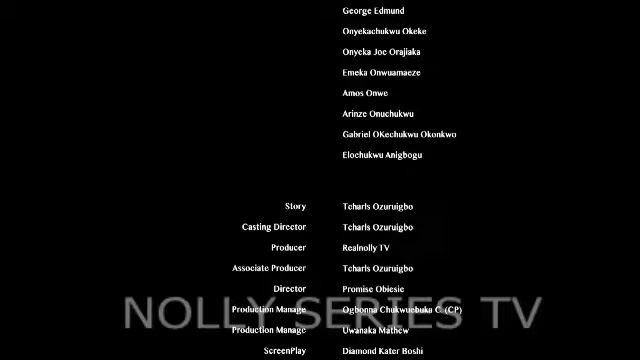 George Edmund
Onyekachukwu Okeke
Onyeka Joe Orajiaka
Emeka Onwuamaeze
Amos Onwe
Arinze Onuchukwu
Gabriel OKechukwu Okonkwo
Elochukwu Anigbogu
Story Tcharls Ozuruigbo
Casting Director Tcharls Ozuruigbo
Producer Realnolly TV
Associate Producer Tcharls Ozuruigbo
Director Promise Obiesie
Production Manage Ogbonna Chukwuebuka C. (CP)
NOLLY SERIES TV
Production Manage Uwanaka Mathew
ScreenPlay Diamond Kater Boshi